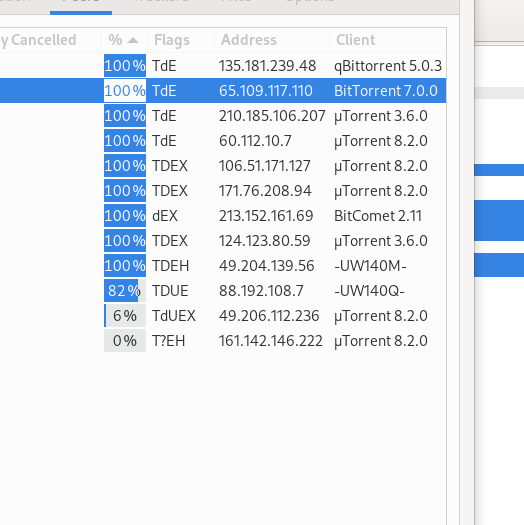 y Cancelled % Flags Address Client
100% TdE 135.181.239.48 qBittorrent 5.0.3
100% TdE 65.109.117.110 BitTorrent 7.0.0
100% TdE 210.185.106.207 µTorrent 3.6.0
100% TdE 60.112.10.7 µTorrent 8.2.0
100% TDEX 106.51.171.127 µTorrent 8.2.0
100% TDEX 171.76.208.94 µTorrent 8.2.0
100% dEX 213.152.161.69 BitComet 2.11
100% TDEX 124.123.80.59 µTorrent 3.6.0
100% TDEH 49.204.139.56 -UW140M-
82% TDUE 88.192.108.7 -UW140Q-
6% TdUEX 49.206.112.236 µTorrent 8.2.0
0% T?EH 161.142.146.222 µTorrent 8.2.0